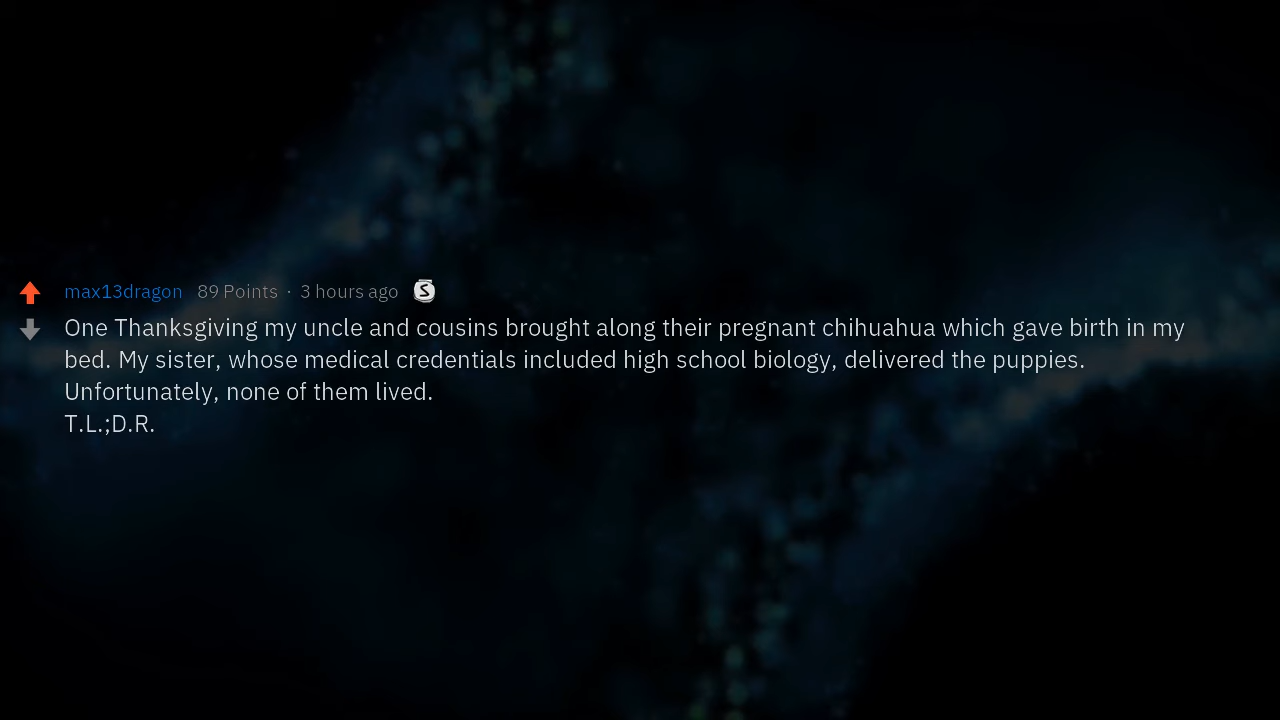 max13dragon 89 Points · 3 hours ago S
One Thanksgiving my uncle and cousins brought along their pregnant chihuahua which gave birth in my
bed. My sister, whose medical credentials included high school biology, delivered the puppies.
Unfortunately, none of them lived.
T.L.;D.R.